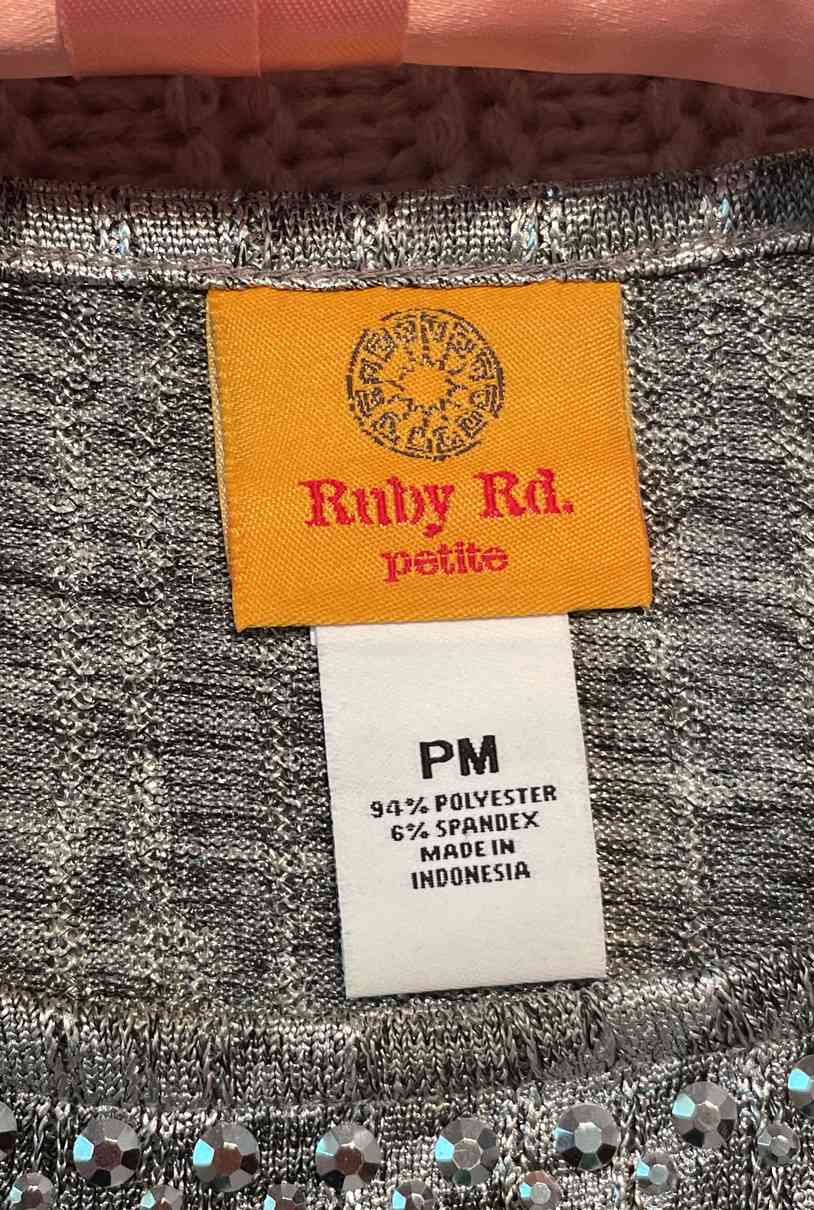 Ruby Rd.
petite
PM
94% POLYESTER
6% SPANDEX
MADE IN
INDONESIA